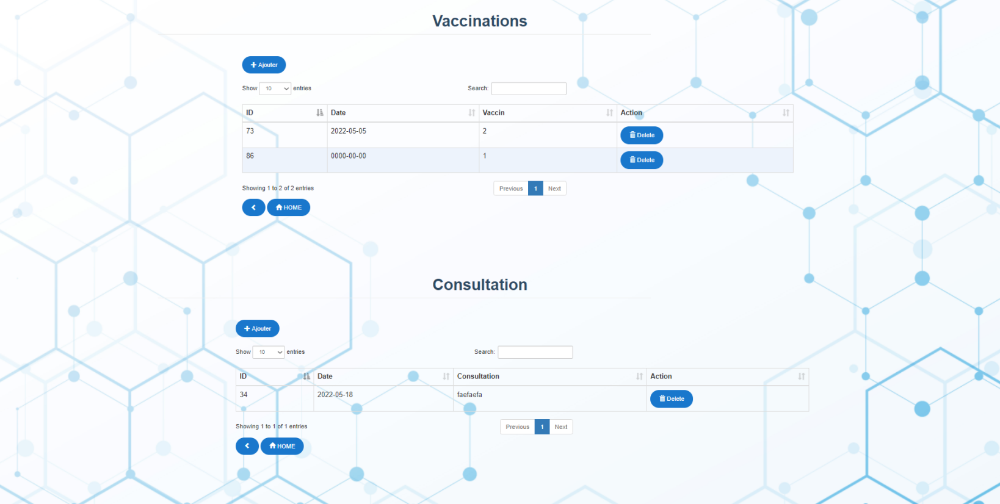 Vaccinations
Ajouter
Show 10 entries Search:
ID Date Vaccin Action
73 2022-05-05 2 Delete
86 0000-00-00 1 Delete
Showing 1 to 2 of 2 entries Previous 1 Next
HOME
Consultation
Ajouter
Show 10 entries Search:
ID Date Consultation Action
34 2022-05-18 faefaefa Delete
Showing 1 to 1 of 1 entries Previous 1 Next
HOME